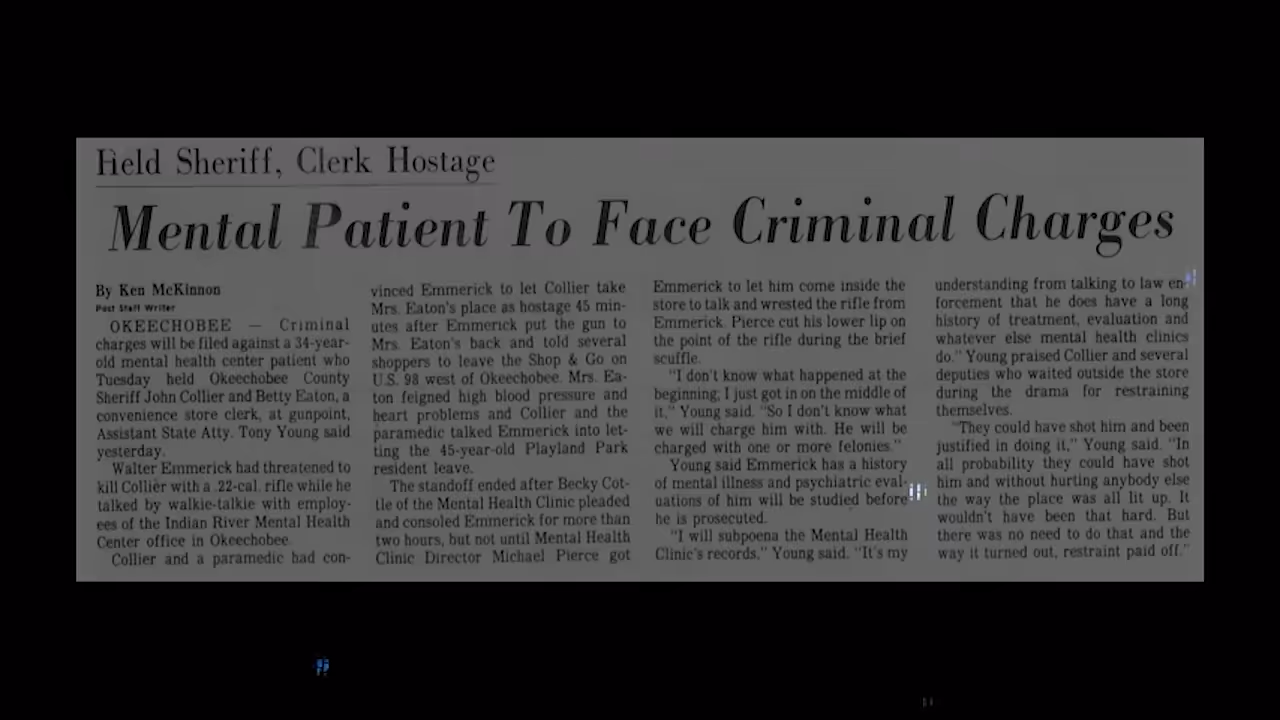 Held Sheriff, Clerk Hostage
Mental Patient To Face Criminal Charges
By Ken McKinnon
Post Staff Writer
OKEECHOBEE — Criminal
charges will be filed against a 34-year-
old mental health center patient who
Tuesday held Okeechobee County
Sheriff John Collier and Betty Eaton, a
convenience store clerk, at gunpoint,
Assistant State Atty. Tony Young said
yesterday.
Walter Emmerick had threatened to
kill Collier with a .22-cal. rifle while he
talked by walkie-talkie with employ-
ees of the Indian River Mental Health
Center office in Okeechobee.
Collier and a paramedic had con-
vinced Emmerick to let Collier take
Mrs. Eaton's place as hostage 45 min-
utes after Emmerick put the gun to
Mrs. Eaton's back and told several
shoppers to leave the Shop & Go on
U.S. 98 west of Okeechobee. Mrs. Ea-
ton feigned high blood pressure and
heart problems and Collier and the
paramedic talked Emmerick into let-
ting the 45-year-old Playland Park
resident leave.
The standoff ended after Becky Cot-
tle of the Mental Health Clinic pleaded
and consoled Emmerick for more than
two hours, but not until Mental Health
Clinic Director Michael Pierce got
Emmerick to let him come inside the
store to talk and wrested the rifle from
Emmerick. Pierce cut his lower lip on
the point of the rifle during the brief
scuffle.
"I don't know what happened at the
beginning, I just got in on the middle of
it," Young said. "So I don't know what
we will charge him with. He will be
charged with one or more felonies."
Young said Emmerick has a history
of mental illness and psychiatric eval-
uations of him will be studied before
he is prosecuted.
"I will subpoena the Mental Health
Clinic's records," Young said. "It's my
understanding from talking to law en-
forcement that he does have a long
history of treatment, evaluation and
whatever else mental health clinics
do." Young praised Collier and several
deputies who waited outside the store
during the drama for restraining
themselves.
"They could have shot him and been
justified in doing it," Young said. "In
all probability they could have shot
him and without hurting anybody else
the way the place was all lit up. It
wouldn't have been that hard. But
there was no need to do that and the
way it turned out, restraint paid off."